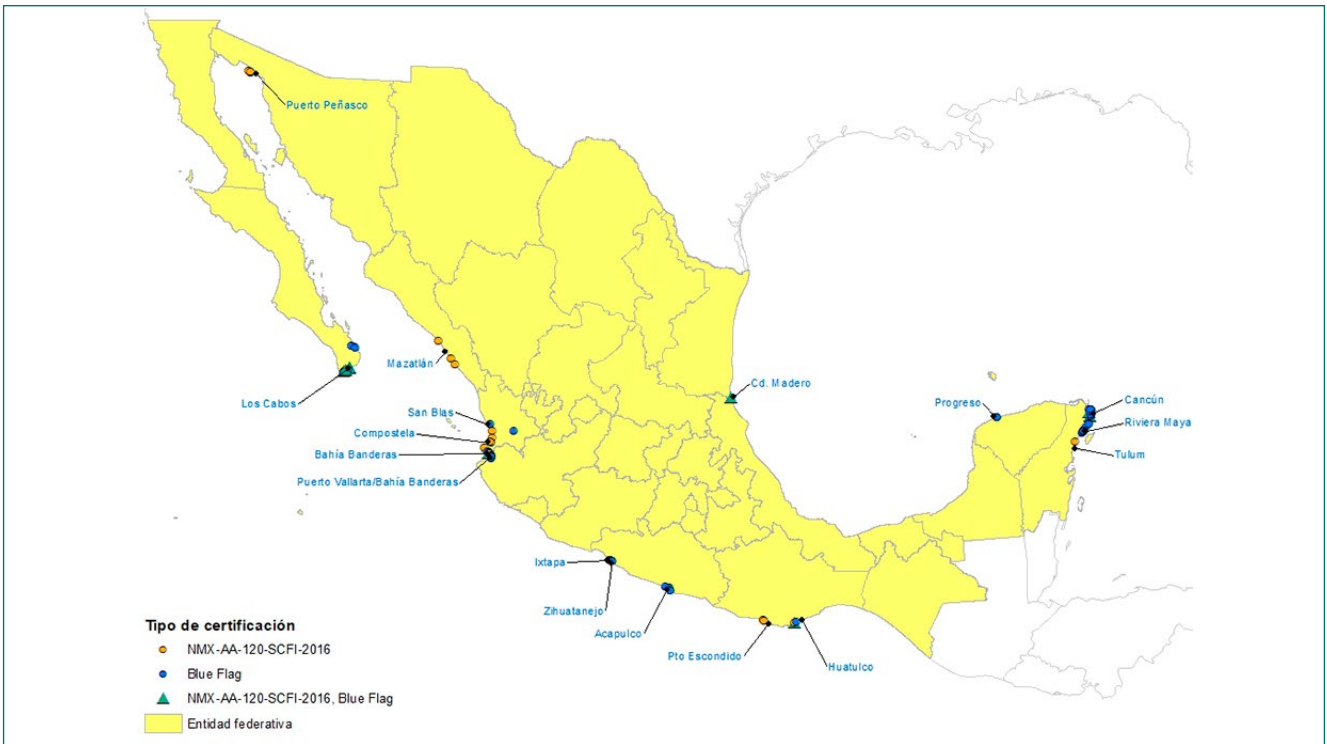 Puerto Peñasco
Mazatlán
Los Cabos
Cd. Madero
San Blas
Progreso
Cancún
Compostela
Riviera Maya
Bahía Banderas
Tulum
Puerto Vallarta/Bahía Banderas
Ixtapa
Zihuatanejo
Acapulco
Pto Escondido
Huatulco
Tipo de certificación
NMX-AA-120-SCFI-2016
Blue Flag
NMX-AA-120-SCFI-2016, Blue Flag
Entidad federativa